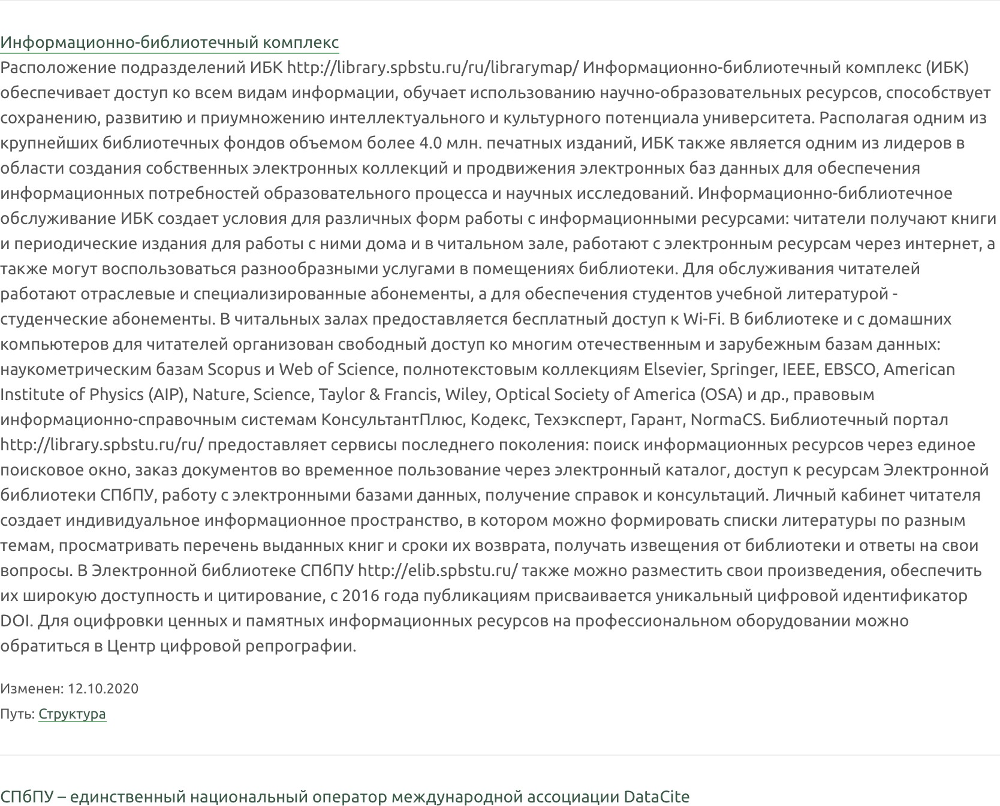 Информационно-библиотечный комплекс
Расположение подразделений ИБК http://library.spbstu.ru/ru/librarymap/ Информационно-библиотечный комплекс (ИБК)
обеспечивает доступ ко всем видам информации, обучает использованию научно-образовательных ресурсов, способствует
сохранению, развитию и приумножению интеллектуального и культурного потенциала университета. Располагая одним из
крупнейших библиотечных фондов объемом более 4.0 млн. печатных изданий, ИБК также является одним из лидеров в
области создания собственных электронных коллекций и продвижения электронных баз данных для обеспечения
информационных потребностей образовательного процесса и научных исследований. Информационно-библиотечное
обслуживание ИБК создает условия для различных форм работы с информационными ресурсами: читатели получают книги
и периодические издания для работы с ними дома и в читальном зале, работают с электронным ресурсам через интернет, а
также могут воспользоваться разнообразными услугами в помещениях библиотеки. Для обслуживания читателей
работают отраслевые и специализированные абонементы, а для обеспечения студентов учебной литературой -
студенческие абонементы. В читальных залах предоставляется бесплатный доступ к Wi-Fi. В библиотеке и с домашних
компьютеров для читателей организован свободный доступ ко многим отечественным и зарубежным базам данных:
наукометрическим базам Scopus и Web of Science, полнотекстовым коллекциям Elsevier, Springer, IEEE, EBSCO, American
Institute of Physics (AIP), Nature, Science, Taylor & Francis, Wiley, Optical Society of America (OSA) и др., правовым
информационно-справочным системам КонсультантПлюс, Кодекс, Техэксперт, Гарант, NormaCS. Библиотечный портал
http://library.spbstu.ru/ru/ предоставляет сервисы последнего поколения: поиск информационных ресурсов через единое
поисковое окно, заказ документов во временное пользование через электронный каталог, доступ к ресурсам Электронной
библиотеки СПбПУ, работу с электронными базами данных, получение справок и консультаций. Личный кабинет читателя
создает индивидуальное информационное пространство, в котором можно формировать списки литературы по разным
темам, просматривать перечень выданных книг и сроки их возврата, получать извещения от библиотеки и ответы на свои
вопросы. В Электронной библиотеке СПбПУ http://elib.spbstu.ru/ также можно разместить свои произведения, обеспечить
их широкую доступность и цитирование, с 2016 года публикациям присваивается уникальный цифровой идентификатор
DOI. Для оцифровки ценных и памятных информационных ресурсов на профессиональном оборудовании можно
обратиться в Центр цифровой репрографии.
Изменен: 12.10.2020
Путь: Структура
СПбПУ – единственный национальный оператор международной ассоциации DataCite